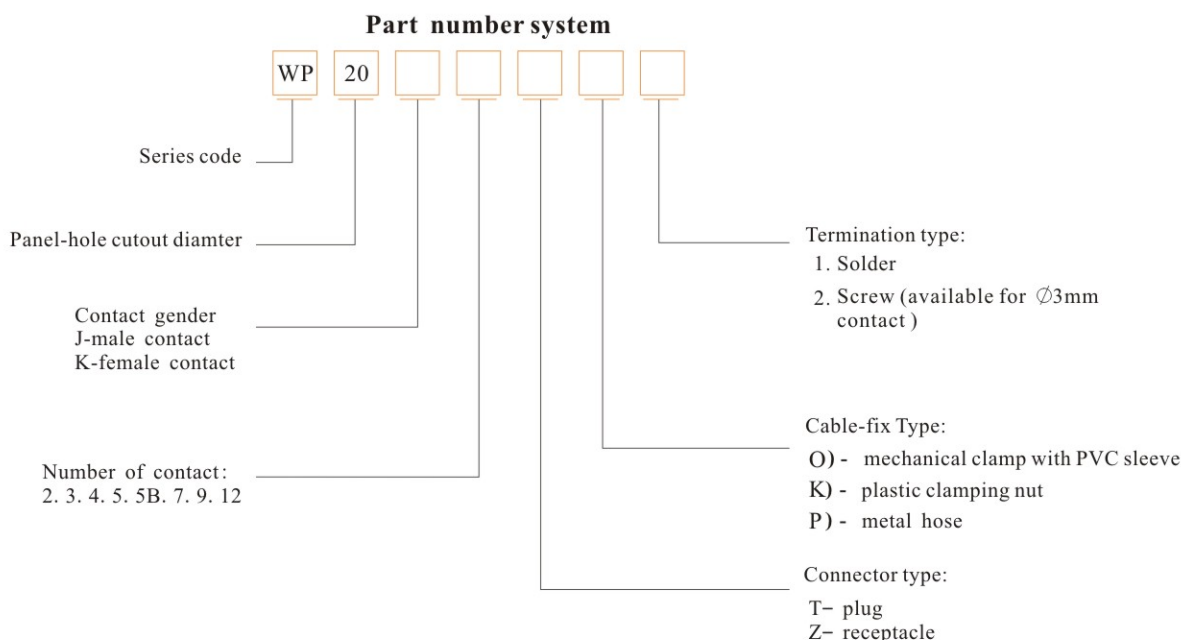 Part number system
WP 20
Series code
Panel-hole cutout diamter
Contact gender
J-male contact
K-female contact
Number of contact:
2. 3. 4. 5. 5B. 7. 9. 12
Termination type:
1. Solder
2. Screw (available for ∅3mm
contact )
Cable-fix Type:
O) - mechanical clamp with PVC sleeve
K) - plastic clamping nut
P) - metal hose
Connector type:
T- plug
Z- receptacle